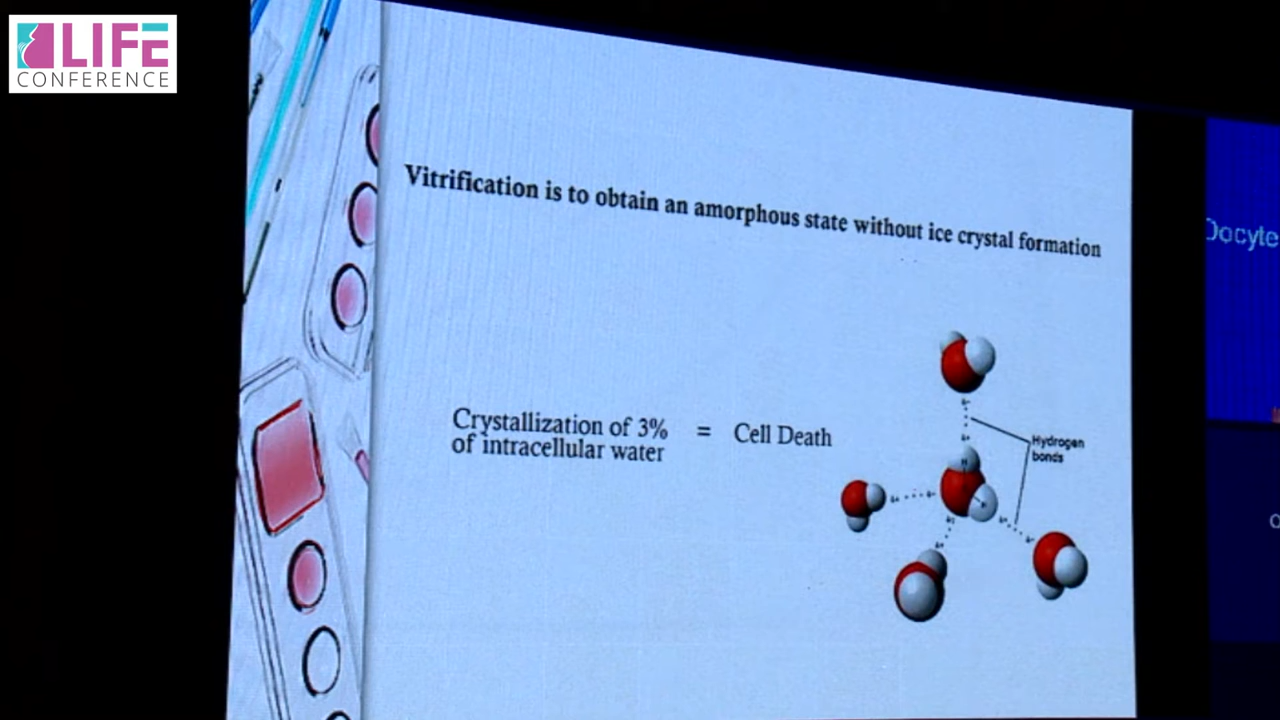 LIFE
CONFERENCE
Vitrification is to obtain an amorphous state without ice crystal formation
Crystallization of 3%
of intracellular water
= Cell Death
Hydrogen
bonds
Oocyte